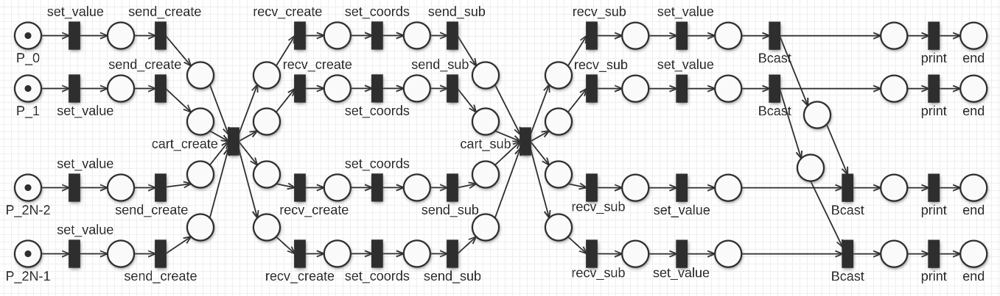 set_value send_create recv_create set_coords send_sub recv_sub set_value
P_0 send_create recv_create send_sub recv_sub set_value Bcast print end
P_1 set_value set_coords Bcast print end
cart_create cart_sub
set_value set_coords
P_2N-2 send_create recv_create send_sub recv_sub set_value Bcast print end
set_value
P_2N-1 send_create recv_create set_coords send_sub recv_sub set_value Bcast print end